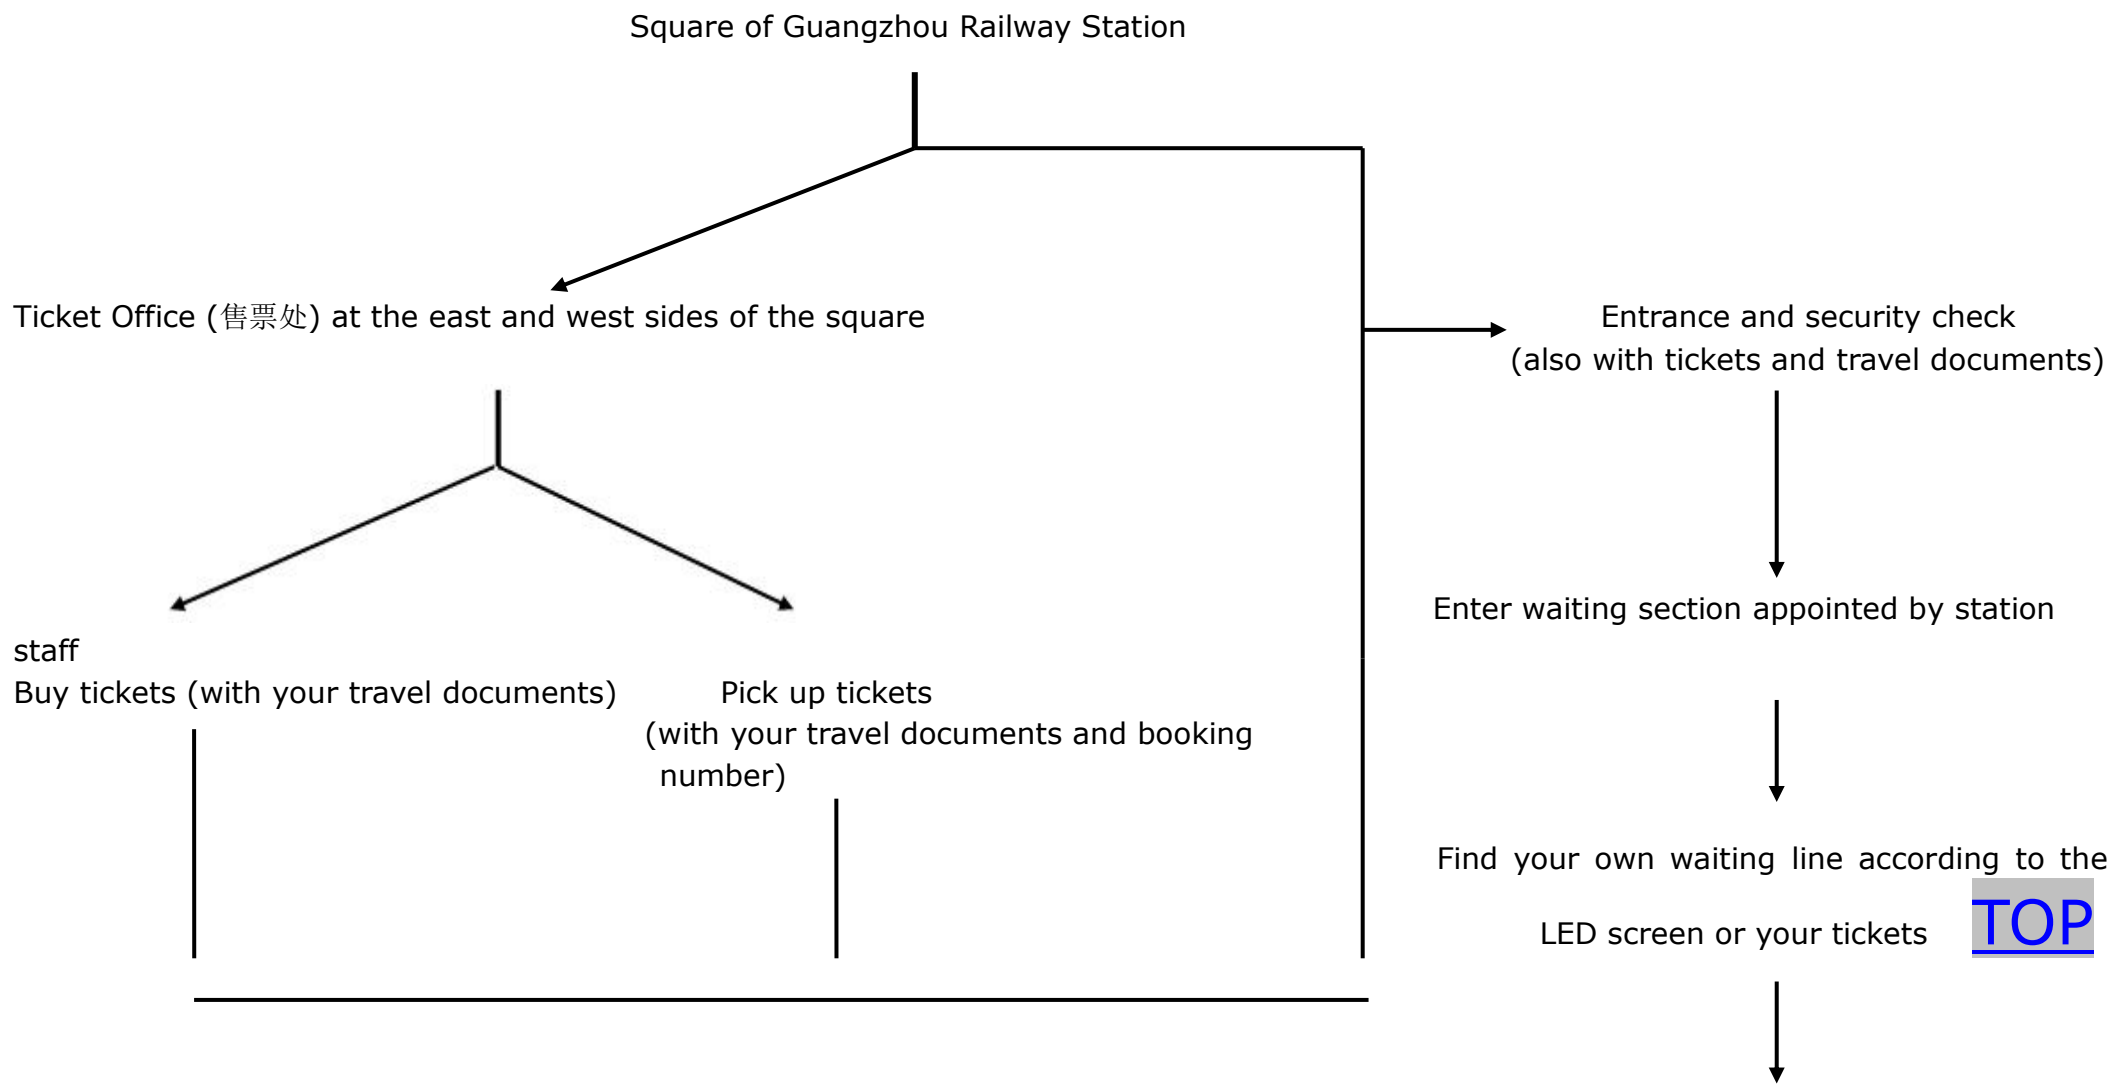 Square of Guangzhou Railway Station
Ticket Office (售票处) at the east and west sides of the square
Entrance and security check
(also with tickets and travel documents)
Enter waiting section appointed by station
staff
Buy tickets (with your travel documents)
Pick up tickets
(with your travel documents and booking
number)
Find your own waiting line according to the
LED screen or your tickets
TOP